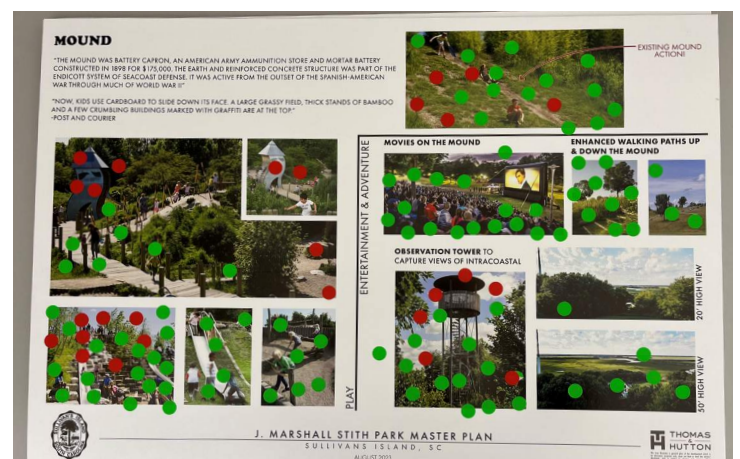 MOUND
"THE MOUND WAS BATTERY CAPRON, AN AMERICAN ARMY AMMUNITION STORE AND MORTAR BATTERY
CONSTRUCTED IN 1898 FOR $175,000. THE EARTH AND REINFORCED CONCRETE STRUCTURE WAS PART OF THE
ENDICOTT SYSTEM OF SEACOAST DEFENSE. IT WAS ACTIVE FROM THE OUTSET OF THE SPANISH-AMERICAN
WAR THROUGH MUCH OF WORLD WAR II"
"NOW, KIDS USE CARDBOARD TO SLIDE DOWN ITS FACE. A LARGE GRASSY FIELD, THICK STANDS OF BAMBOO
AND A FEW CRUMBLING BUILDINGS MARKED WITH GRAFFITI ARE AT THE TOP."
-POST AND COURIER
EXISTING MOUND
ACTION!
MOVIES ON THE MOUND
ENHANCED WALKING PATHS UP
& DOWN THE MOUND
ENTERTAINMENT & ADVENTURE
OBSERVATION TOWER TO
CAPTURE VIEWS OF INTRACOASTAL
20' HIGH VIEW
50' HIGH VIEW
PLAY
J. MARSHALL STITH PARK MASTER PLAN
SULLIVANS ISLAND, SC
AUGUST 2023
THOMAS
&
HUTTON